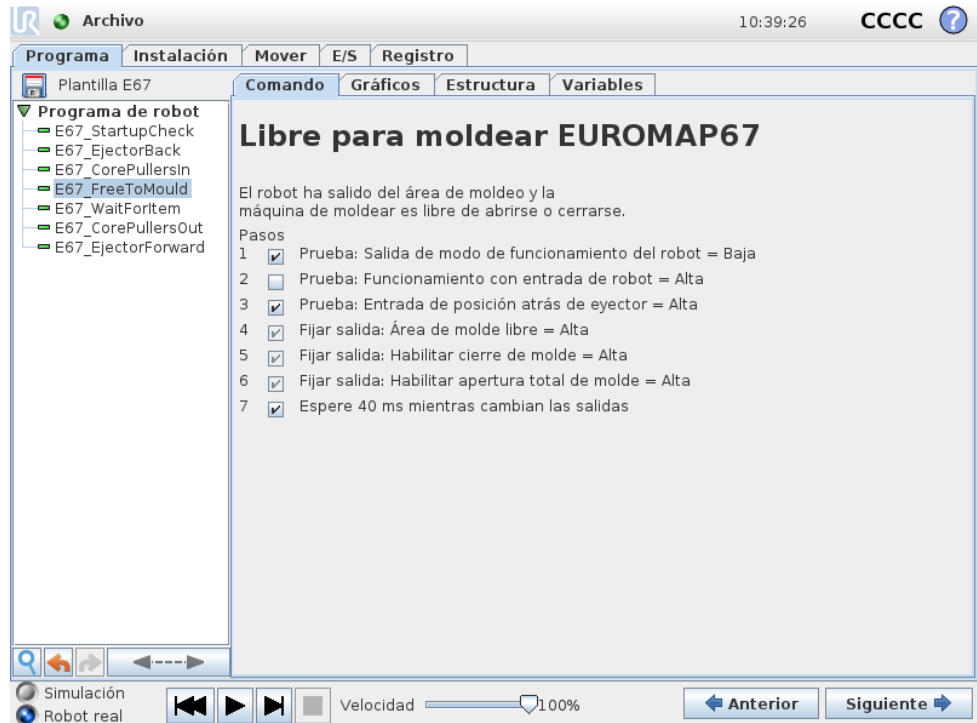 UR Archivo 10:39:26 CCCC ?
Programa Instalación Mover E/S Registro
Plantilla E67
Comando Gráficos Estructura Variables
Programa de robot
E67_StartupCheck
E67_EjectorBack
E67_CorePullersIn
E67_FreeToMould
E67_WaitForItem
E67_CorePullersOut
E67_EjectorForward
Libre para moldear EUROMAP67
El robot ha salido del área de moldeo y la
máquina de moldear es libre de abrirse o cerrarse.
Pasos
1 Prueba: Salida de modo de funcionamiento del robot = Baja
2 Prueba: Funcionamiento con entrada de robot = Alta
3 Prueba: Entrada de posición atrás de eyector = Alta
4 Fijar salida: Área de molde libre = Alta
5 Fijar salida: Habilitar cierre de molde = Alta
6 Fijar salida: Habilitar apertura total de molde = Alta
7 Espere 40 ms mientras cambian las salidas
Simulación
Robot real
Velocidad 100%
Anterior Siguiente